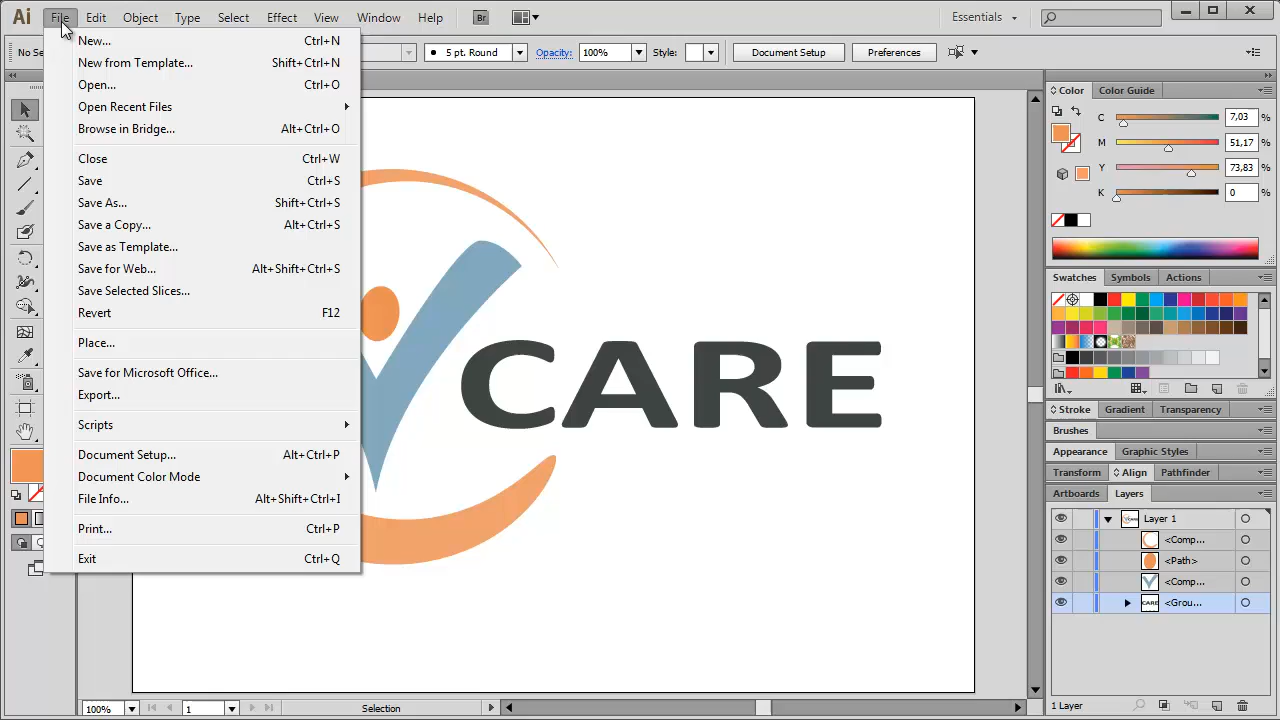 Ai File Edit Object Type Select Effect View Window Help Br Essentials
No Se 5 pt. Round Opacity: 100% Style: Document Setup Preferences
New... Ctrl+N
New from Template... Shift+Ctrl+N
Open... Ctrl+O
Open Recent Files
Browse in Bridge... Alt+Ctrl+O
Close Ctrl+W
Save Ctrl+S
Save As... Shift+Ctrl+S
Save a Copy... Alt+Ctrl+S
Save as Template...
Save for Web... Alt+Shift+Ctrl+S
Save Selected Slices...
Revert F12
Place...
Save for Microsoft Office...
Export...
Scripts
Document Setup... Alt+Ctrl+P
Document Color Mode
File Info... Alt+Shift+Ctrl+I
Print... Ctrl+P
Exit Ctrl+Q
CARE
Color Color Guide
C 7,03 %
M 51,17 %
Y 73,83 %
K 0 %
Swatches Symbols Actions
Stroke Gradient Transparency
Brushes
Appearance Graphic Styles
Transform Align Pathfinder
Artboards Layers
Layer 1
<Comp...
<Path>
<Comp...
CARE <Grou...
1 Layer
100% 1 Selection